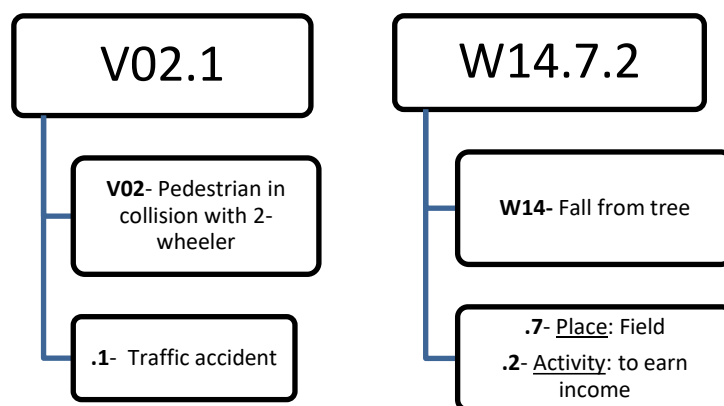 V02.1
V02- Pedestrian in
collision with 2-
wheeler
.1- Traffic accident
W14.7.2
W14- Fall from tree
.7- Place: Field
.2- Activity: to earn
income